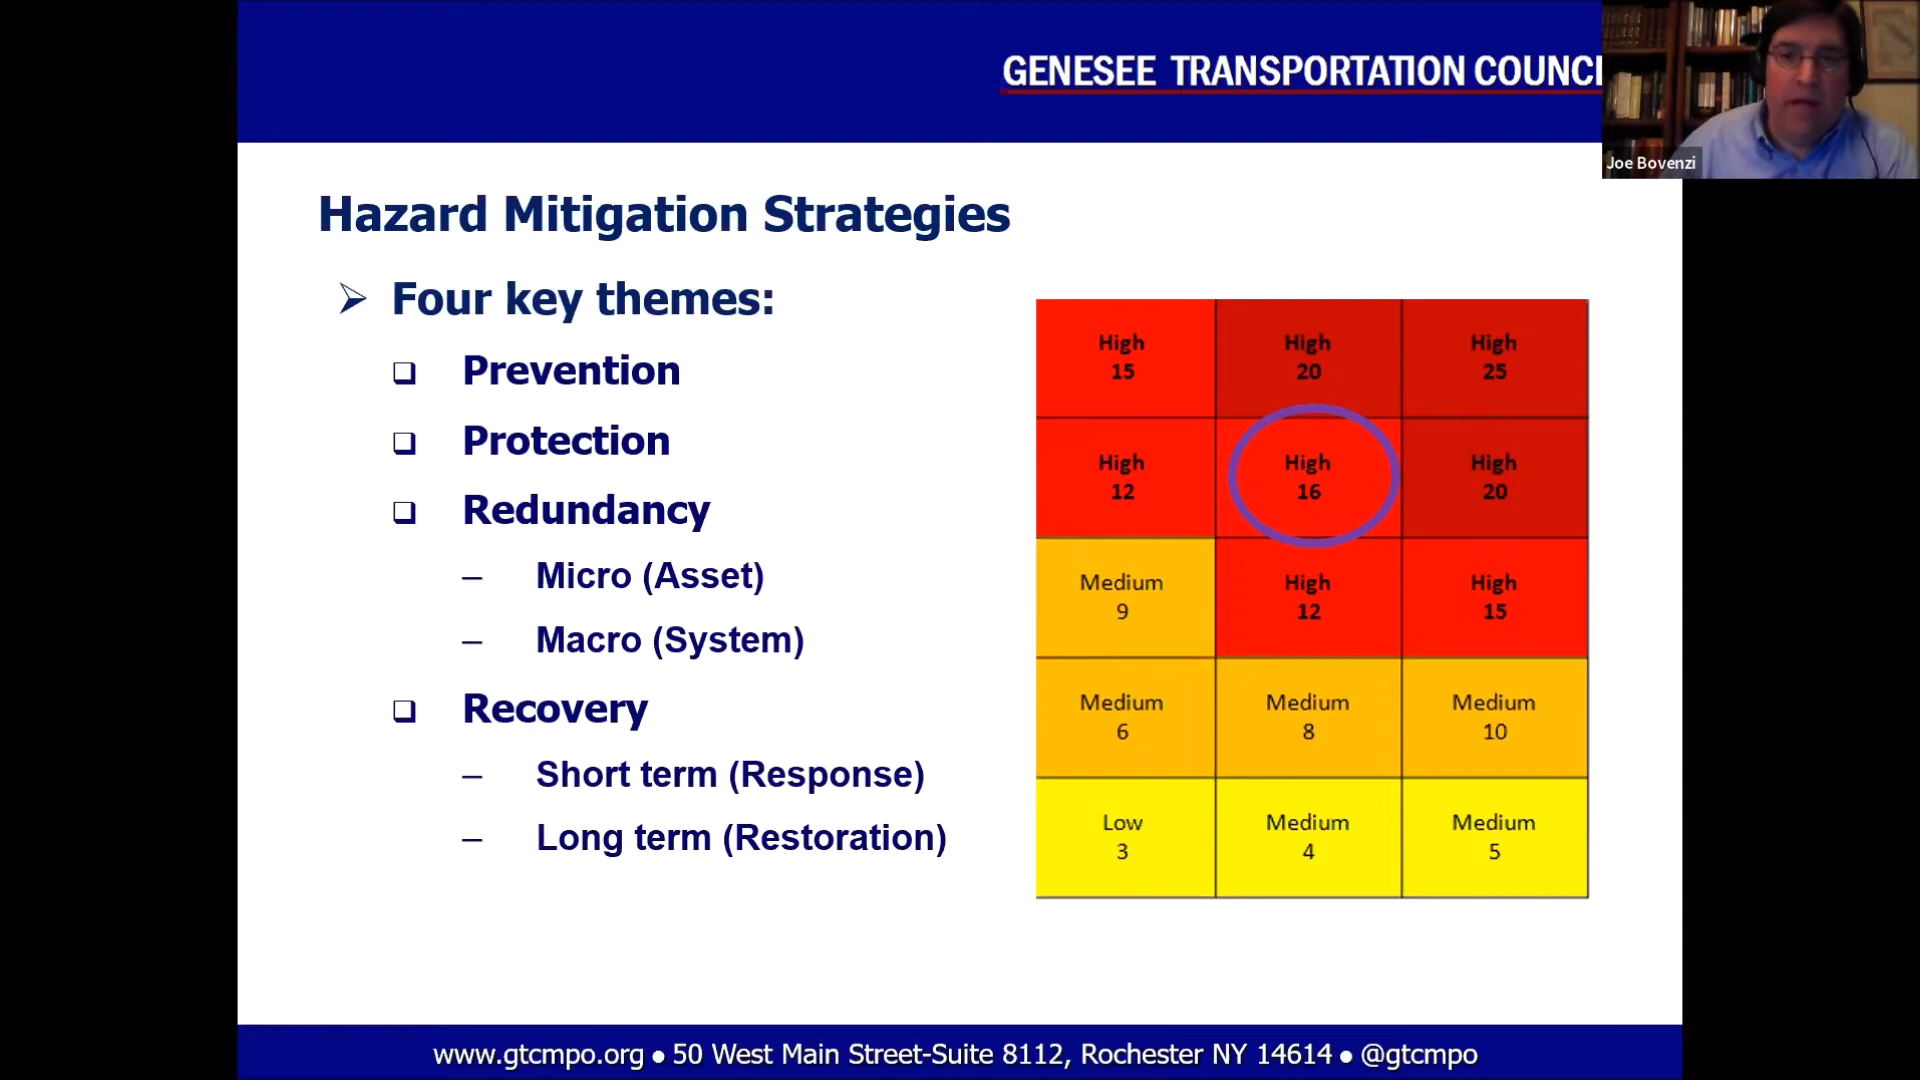 GENESEE TRANSPORTATION COUNCI
Joe Bovenzi
Hazard Mitigation Strategies
Four key themes:
Prevention
Protection
Redundancy
– Micro (Asset)
– Macro (System)
Recovery
– Short term (Response)
– Long term (Restoration)
High High High
15 20 25
High High High
12 16 20
Medium High High
9 12 15
Medium Medium Medium
6 8 10
Low Medium Medium
3 4 5
www.gtcmpo.org ● 50 West Main Street-Suite 8112, Rochester NY 14614 ● @gtcmpo